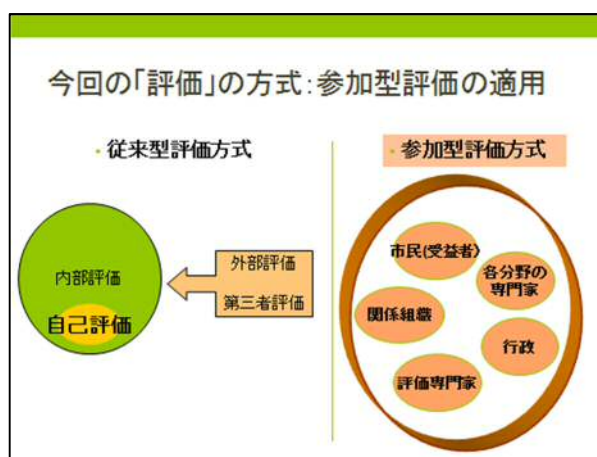 今回の「評価」の方式:参加型評価の適用
・従来型評価方式
内部評価
自己評価
外部評価
第三者評価
・参加型評価方式
市民(受益者)
各分野の
専門家
関係組織
行政
評価専門家